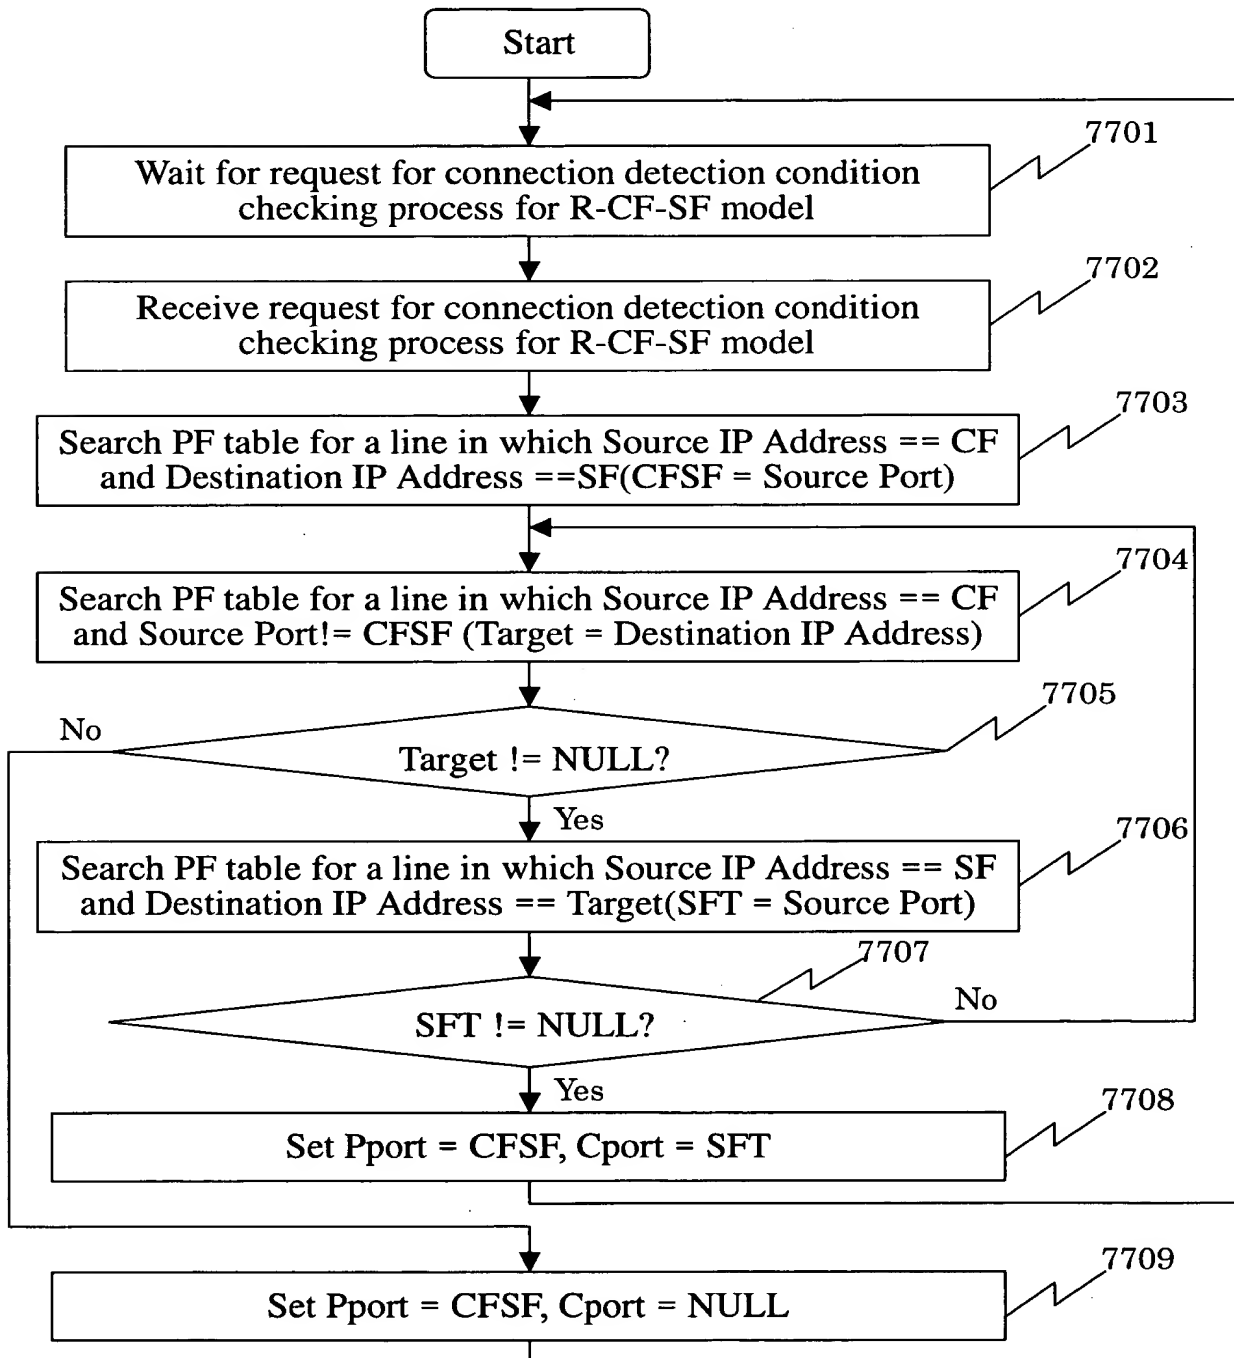 Start
7701
Wait for request for connection detection condition
checking process for R-CF-SF model
7702
Receive request for connection detection condition
checking process for R-CF-SF model
7703
Search PF table for a line in which Source IP Address == CF
and Destination IP Address ==SF(CFSF = Source Port)
7704
Search PF table for a line in which Source IP Address == CF
and Source Port!= CFSF (Target = Destination IP Address)
7705
No
Target != NULL?
Yes
7706
Search PF table for a line in which Source IP Address == SF
and Destination IP Address == Target(SFT = Source Port)
7707
No
SFT != NULL?
Yes
7708
Set Pport = CFSF, Cport = SFT
7709
Set Pport = CFSF, Cport = NULL